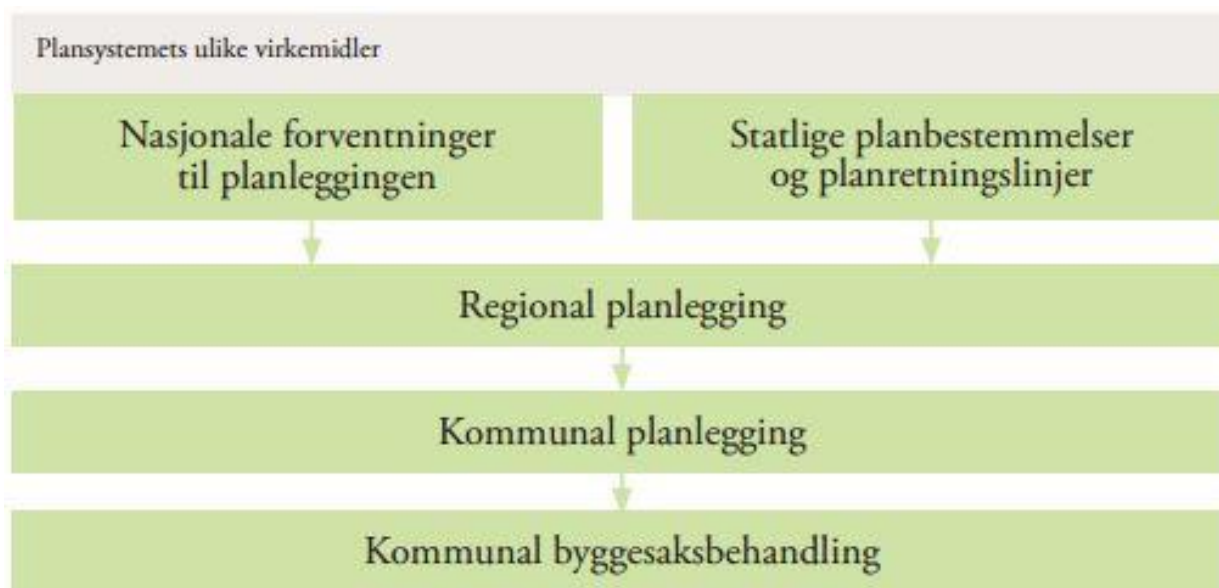 Plansystemets ulike virkemidler
Nasjonale forventninger
til planleggingen
Statlige planbestemmelser
og planretningslinjer
Regional planlegging
Kommunal planlegging
Kommunal byggesaksbehandling